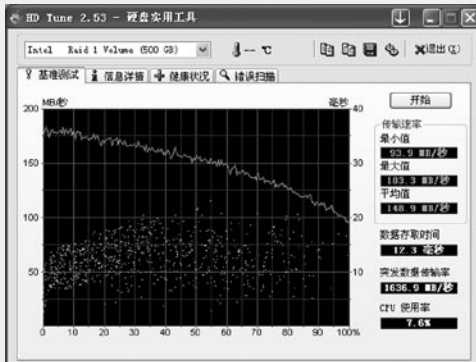 HD Tune 2.53 - 硬盘实用工具
Intel Raid 1 Volume (500 GB)
-- ℃
退出(X)
基准测试 信息详情 健康状况 错误扫描
MB/秒 毫秒
开始
200 40
150 30
100 20
50 10
0 10 20 30 40 50 60 70 80 90 100%
传输速率
最小值
93.9 MB/秒
最大值
183.3 MB/秒
平均值
148.9 MB/秒
数据存取时间
12.3 毫秒
突发数据传输率
1636.9 MB/秒
CPU 使用率
7.6%